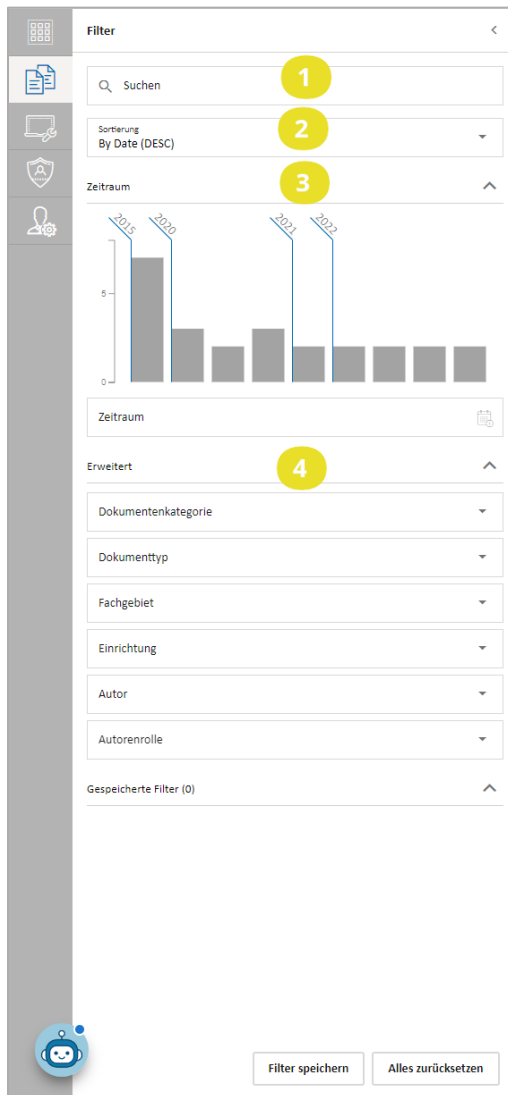 Filter
Suchen
1
Sortierung
By Date (DESC)
2
Zeitraum
3
2015 2020 2021 2022
5
0
Zeitraum
Erweitert
4
Dokumentenkategorie
Dokumenttyp
Fachgebiet
Einrichtung
Autor
Autorenrolle
Gespeicherte Filter (0)
Filter speichern Alles zurücksetzen